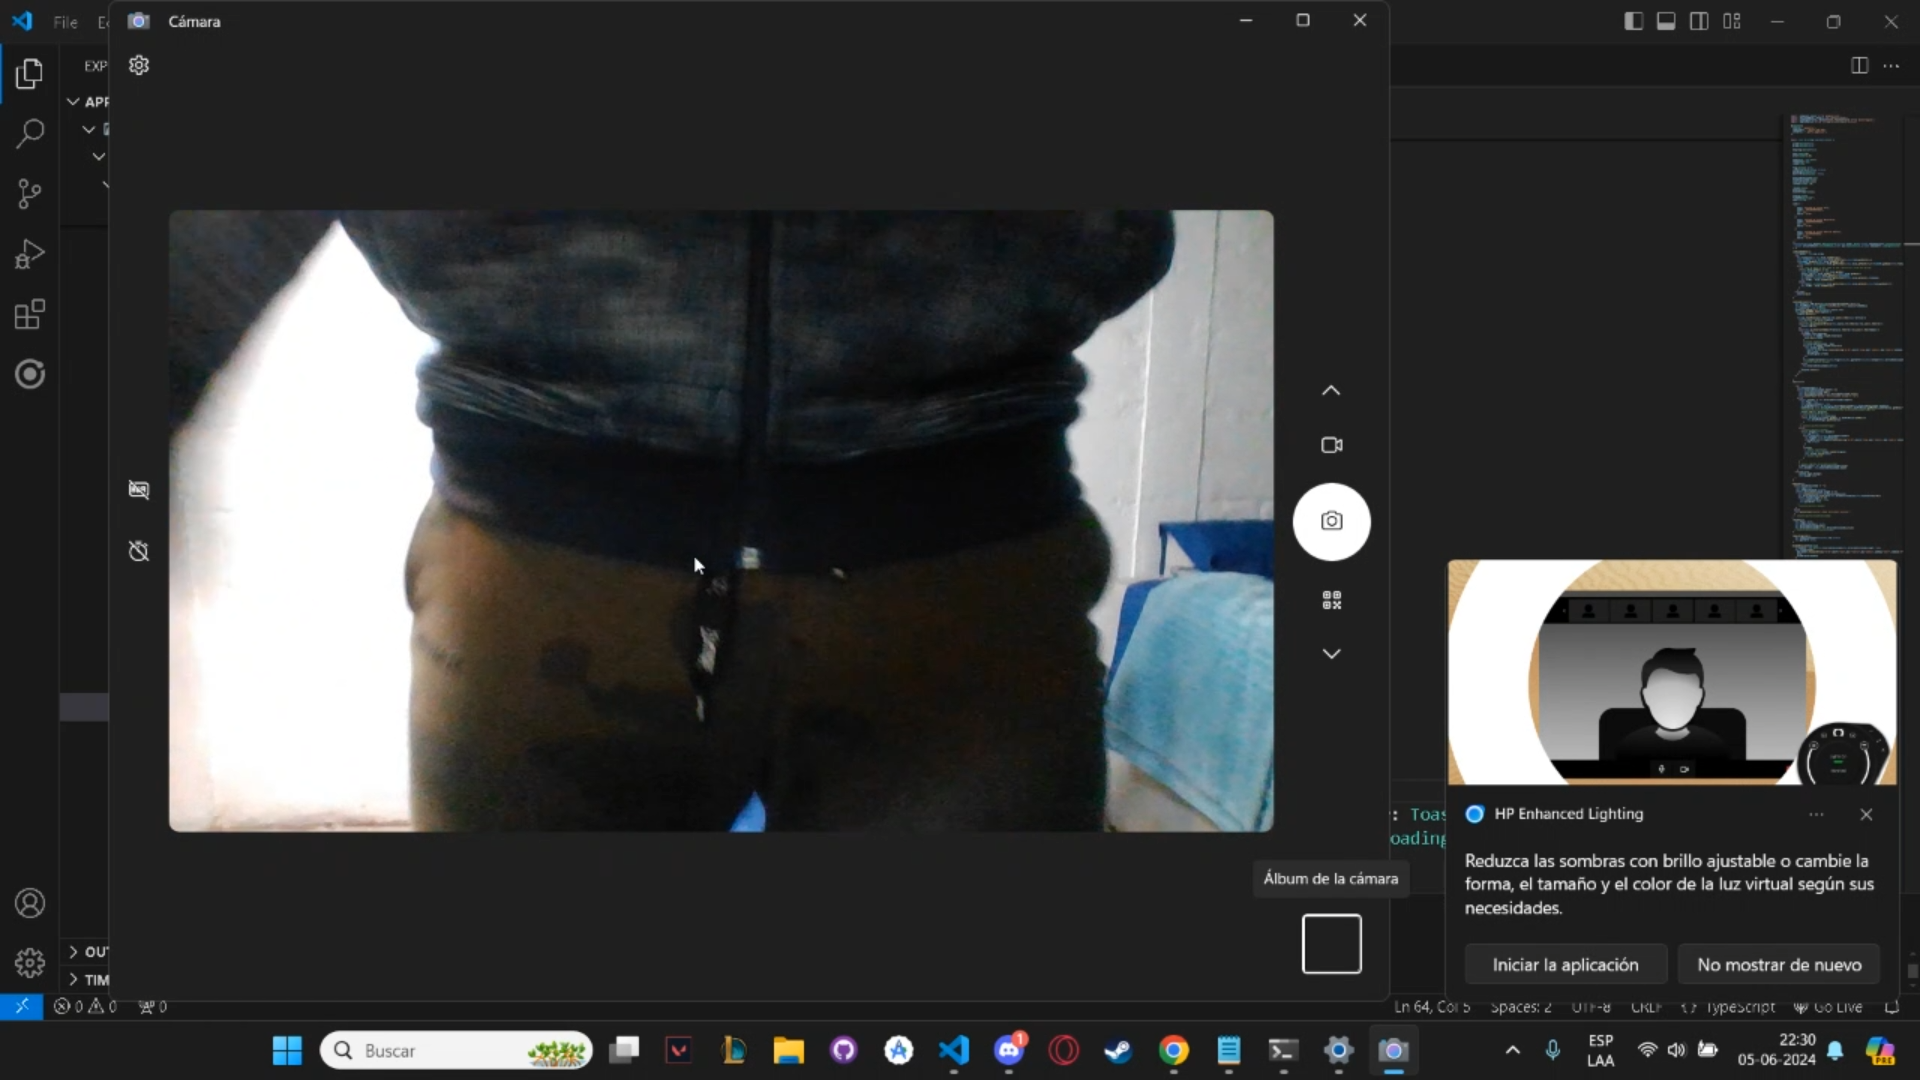 File
Cámara
EXP
APP
Álbum de la cámara
: Toas
oading
HP Enhanced Lighting
Reduzca las sombras con brillo ajustable o cambie la
forma, el tamaño y el color de la luz virtual según sus
necesidades.
Iniciar la aplicación
No mostrar de nuevo
OUT
TIM
0 0 0
Ln 64, Col 5 Spaces: 2 UTF-8 CRLF {} TypeScript Go Live
Buscar
1
ESP
LAA
22:30
05-06-2024
PRE